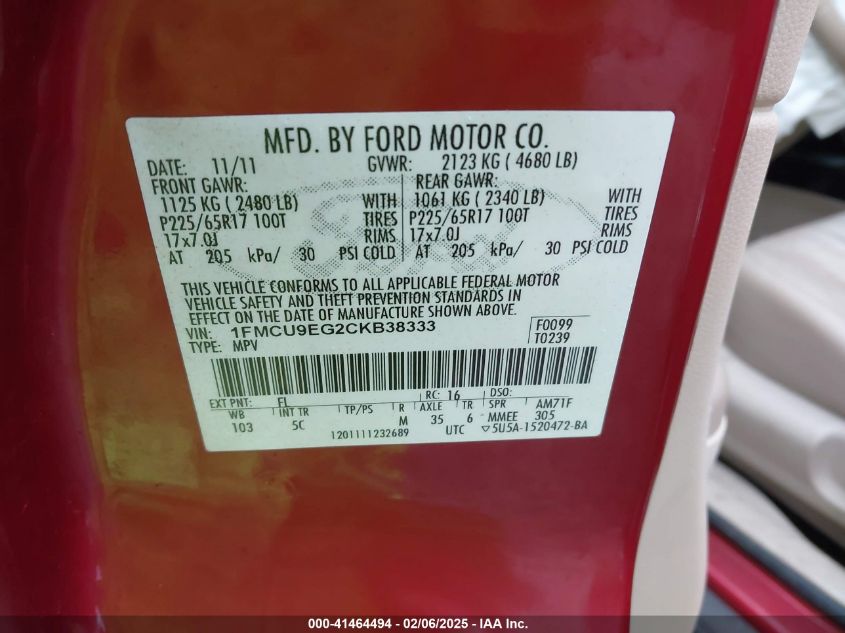 MFD. BY FORD MOTOR CO.
DATE: 11/11 GVWR: 2123 KG ( 4680 LB)
FRONT GAWR: REAR GAWR:
1125 KG ( 2480 LB) WITH 1061 KG ( 2340 LB) WITH
P225/65R17 100T TIRES P225/65R17 100T TIRES
17x7.0J RIMS 17x7.0J RIMS
AT 205 kPa/ 30 PSI COLD AT 205 kPa/ 30 PSI COLD
THIS VEHICLE CONFORMS TO ALL APPLICABLE FEDERAL MOTOR
VEHICLE SAFETY AND THEFT PREVENTION STANDARDS IN
EFFECT ON THE DATE OF MANUFACTURE SHOWN ABOVE.
VIN: 1FMCU9EG2CKB38333 F0099
TYPE: MPV T0239
EXT PNT: FL RC: 16 DSO:
WB INT TR TP/PS R AXLE TR SPR AM71F
103 5C M 35 6 MMEE 305
1201111232689 UTC ▽5U5A-1520472-BA
000-41464494 - 02/06/2025 - IAA Inc.